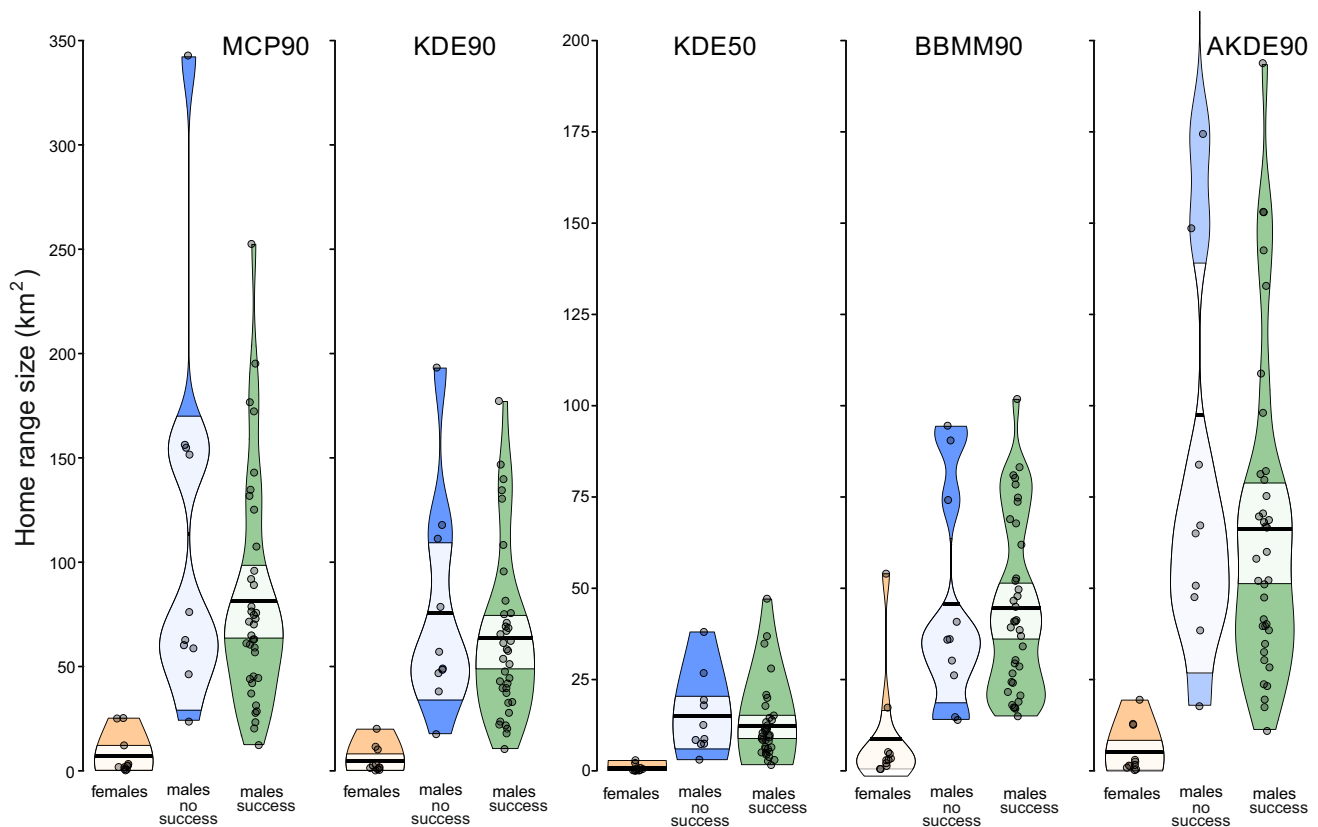 MCP90
KDE90
KDE50
BBMM90
AKDE90
Home range size (km²)
350
300
250
200
150
100
50
0
200
175
150
125
100
75
50
25
0
females
males
no
success
males
success
females
males
no
success
males
success
females
males
no
success
males
success
females
males
no
success
males
success
females
males
no
success
males
success